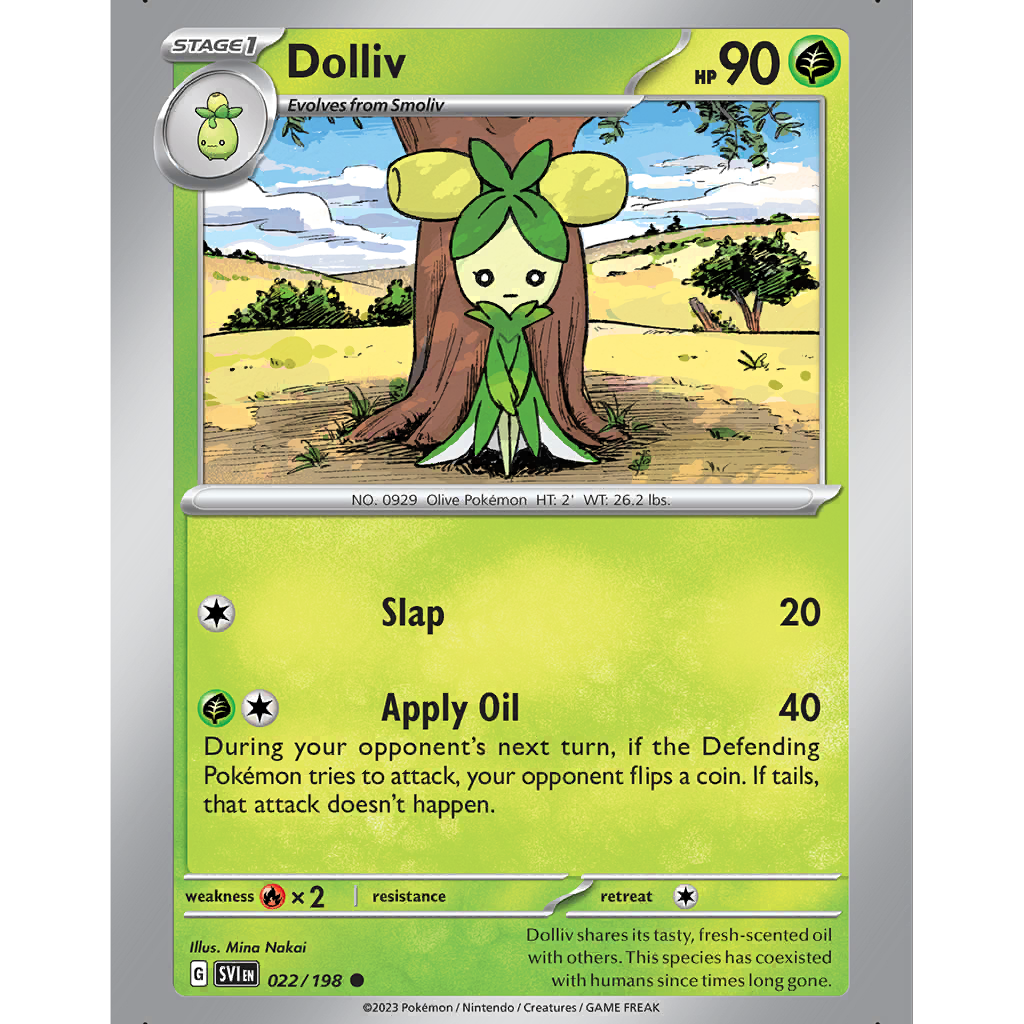 STAGE1
Dolliv
HP 90
Evolves from Smoliv
NO. 0929 Olive Pokémon HT: 2' WT: 26.2 lbs.
Slap 20
Apply Oil 40
During your opponent's next turn, if the Defending
Pokémon tries to attack, your opponent flips a coin. If tails,
that attack doesn't happen.
weakness ×2 resistance retreat
Illus. Mina Nakai
G SVI EN 022/198
Dolliv shares its tasty, fresh-scented oil
with others. This species has coexisted
with humans since times long gone.
©2023 Pokémon / Nintendo / Creatures / GAME FREAK